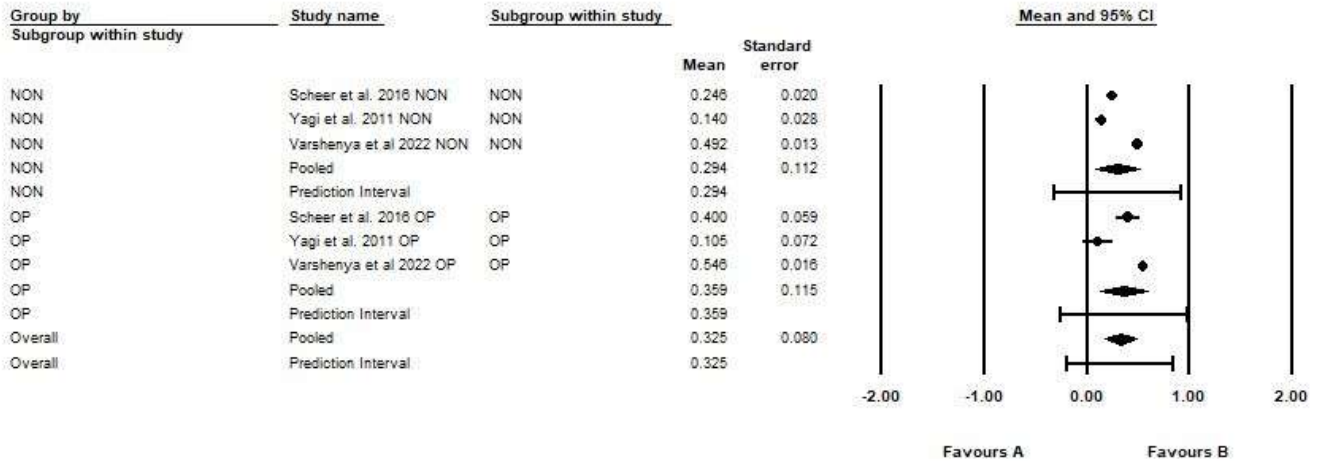 Group by Study name Subgroup within study Mean and 95% CI
Subgroup within study
Standard
Mean error
NON Scheer et al. 2016 NON NON 0.246 0.020
NON Yagi et al. 2011 NON NON 0.140 0.028
NON Varshenya et al 2022 NON NON 0.492 0.013
NON Pooled 0.294 0.112
NON Prediction Interval 0.294
OP Scheer et al. 2016 OP OP 0.400 0.059
OP Yagi et al. 2011 OP OP 0.105 0.072
OP Varshenya et al 2022 OP OP 0.546 0.016
OP Pooled 0.359 0.115
OP Prediction Interval 0.359
Overall Pooled 0.325 0.080
Overall Prediction Interval 0.325
-2.00 -1.00 0.00 1.00 2.00
Favours A Favours B